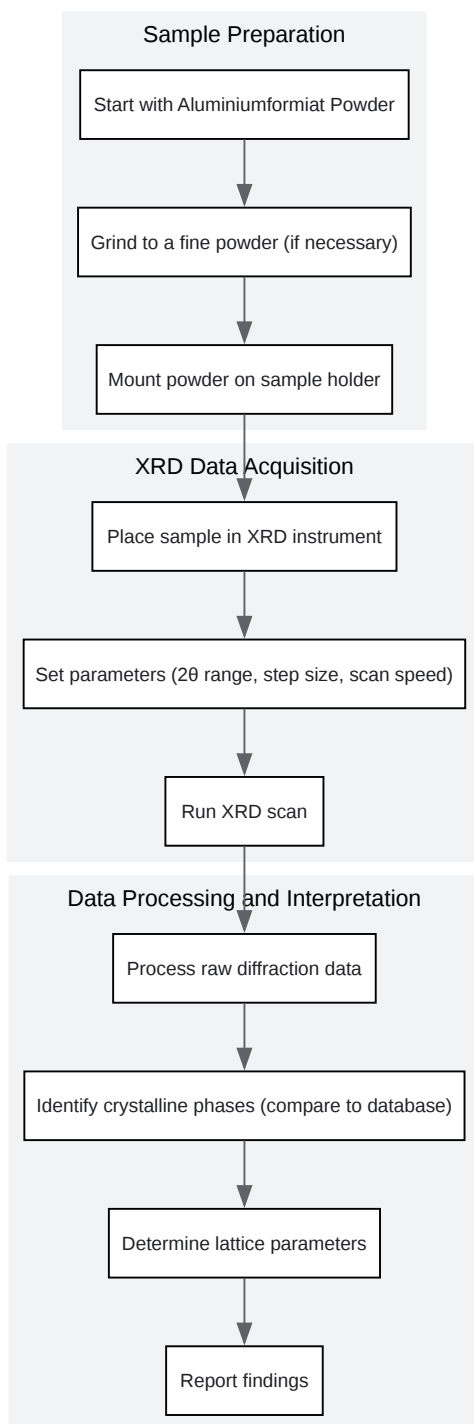 Sample Preparation
Start with Aluminiumformiat Powder
Grind to a fine powder (if necessary)
Mount powder on sample holder
XRD Data Acquisition
Place sample in XRD instrument
Set parameters (2θ range, step size, scan speed)
Run XRD scan
Data Processing and Interpretation
Process raw diffraction data
Identify crystalline phases (compare to database)
Determine lattice parameters
Report findings